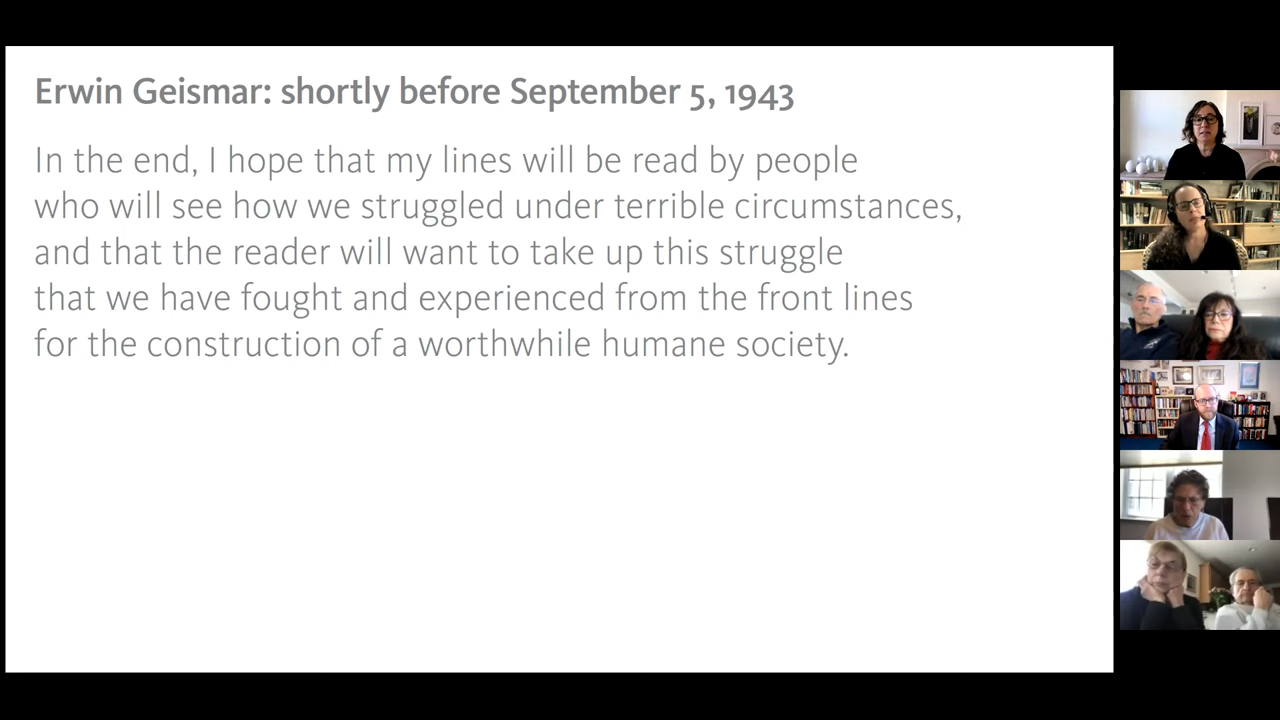 Erwin Geismar: shortly before September 5, 1943
In the end, I hope that my lines will be read by people
who will see how we struggled under terrible circumstances,
and that the reader will want to take up this struggle
that we have fought and experienced from the front lines
for the construction of a worthwhile humane society.